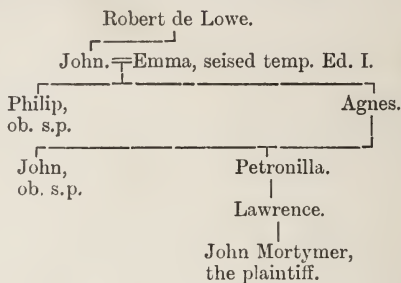 Robert de Lowe.
John. = Emma, seised temp. Ed. I.
Philip, Agnes.
ob. s.p.
John, Petronilla.
ob. s.p.
Lawrence.
John Mortymer,
the plaintiff.